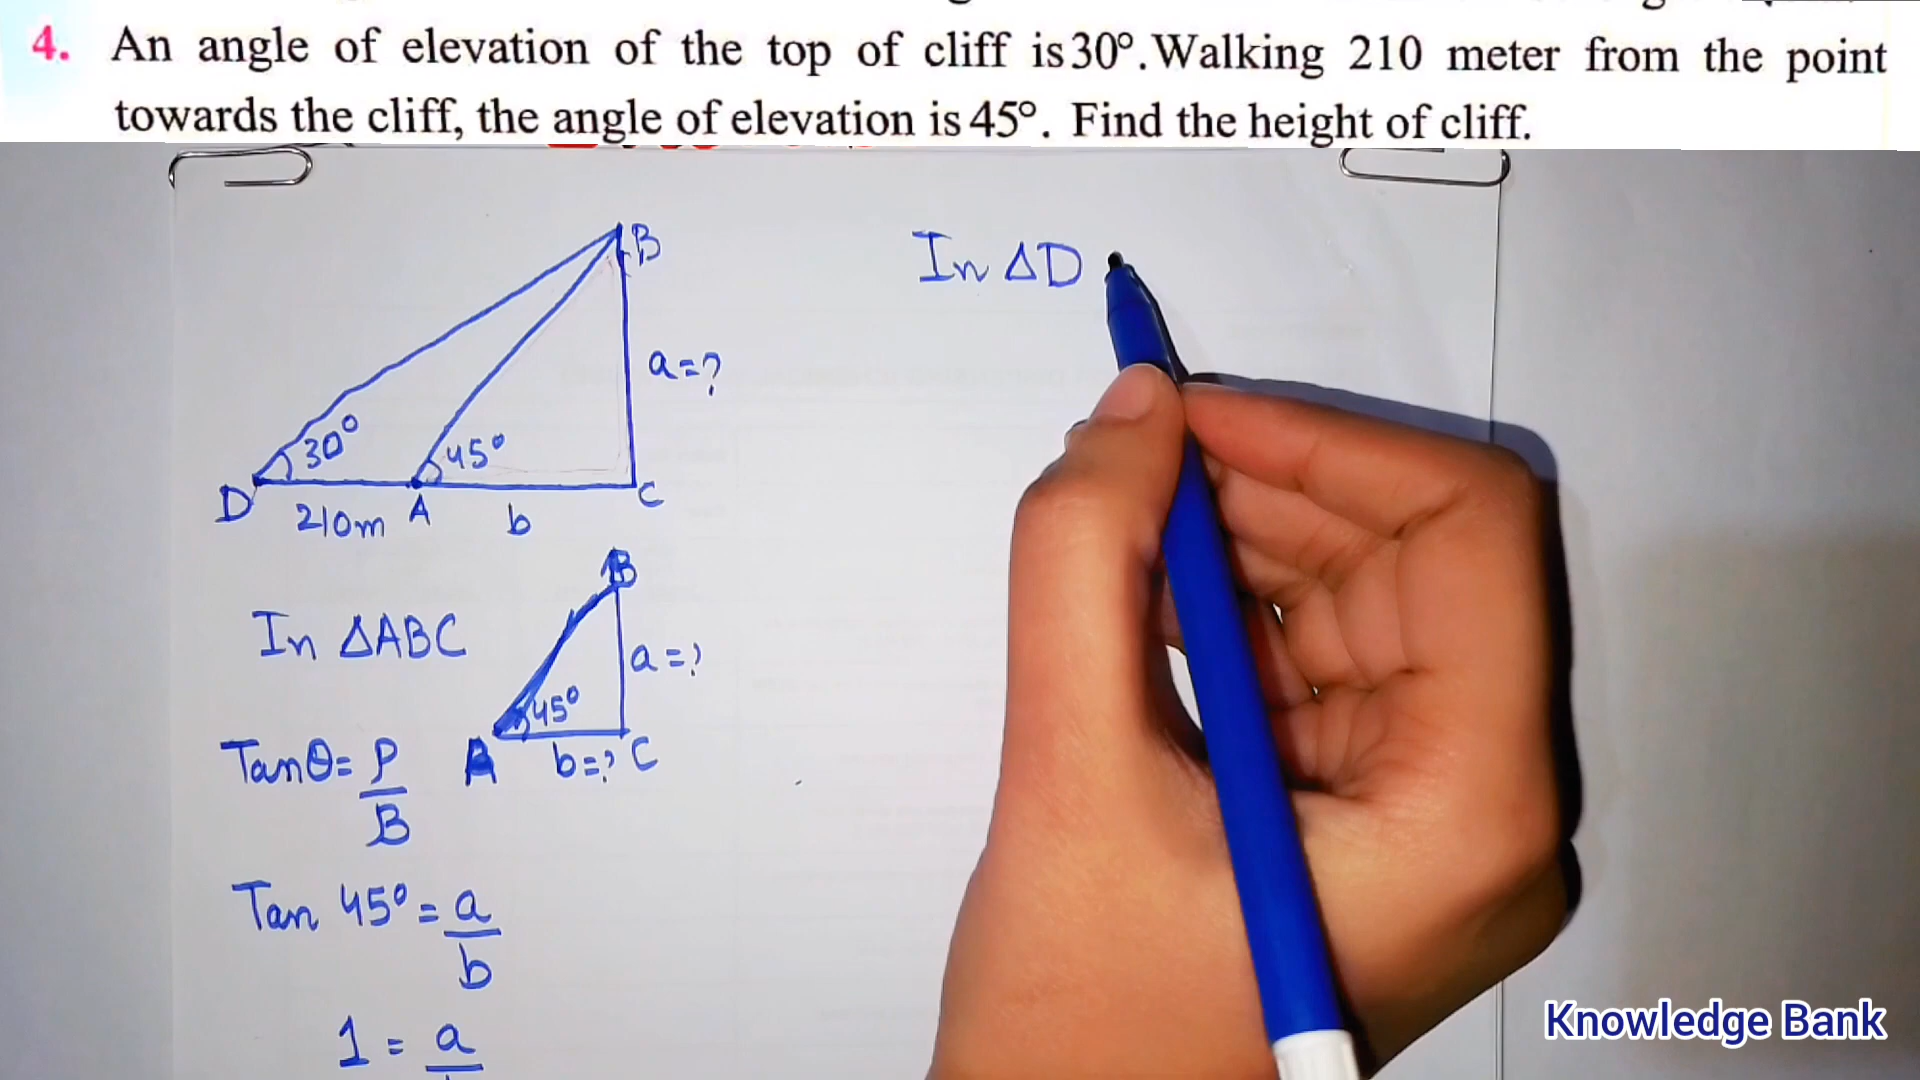 4. An angle of elevation of the top of cliff is 30°. Walking 210 meter from the point
towards the cliff, the angle of elevation is 45°. Find the height of cliff.
In ΔD
B
a=?
30°
45°
D
210m
A
b
C
B
In ΔABC
a=?
45°
A
b=?
C
Tanθ= P
B
Tan 45° = a
b
1 = a
Knowledge Bank